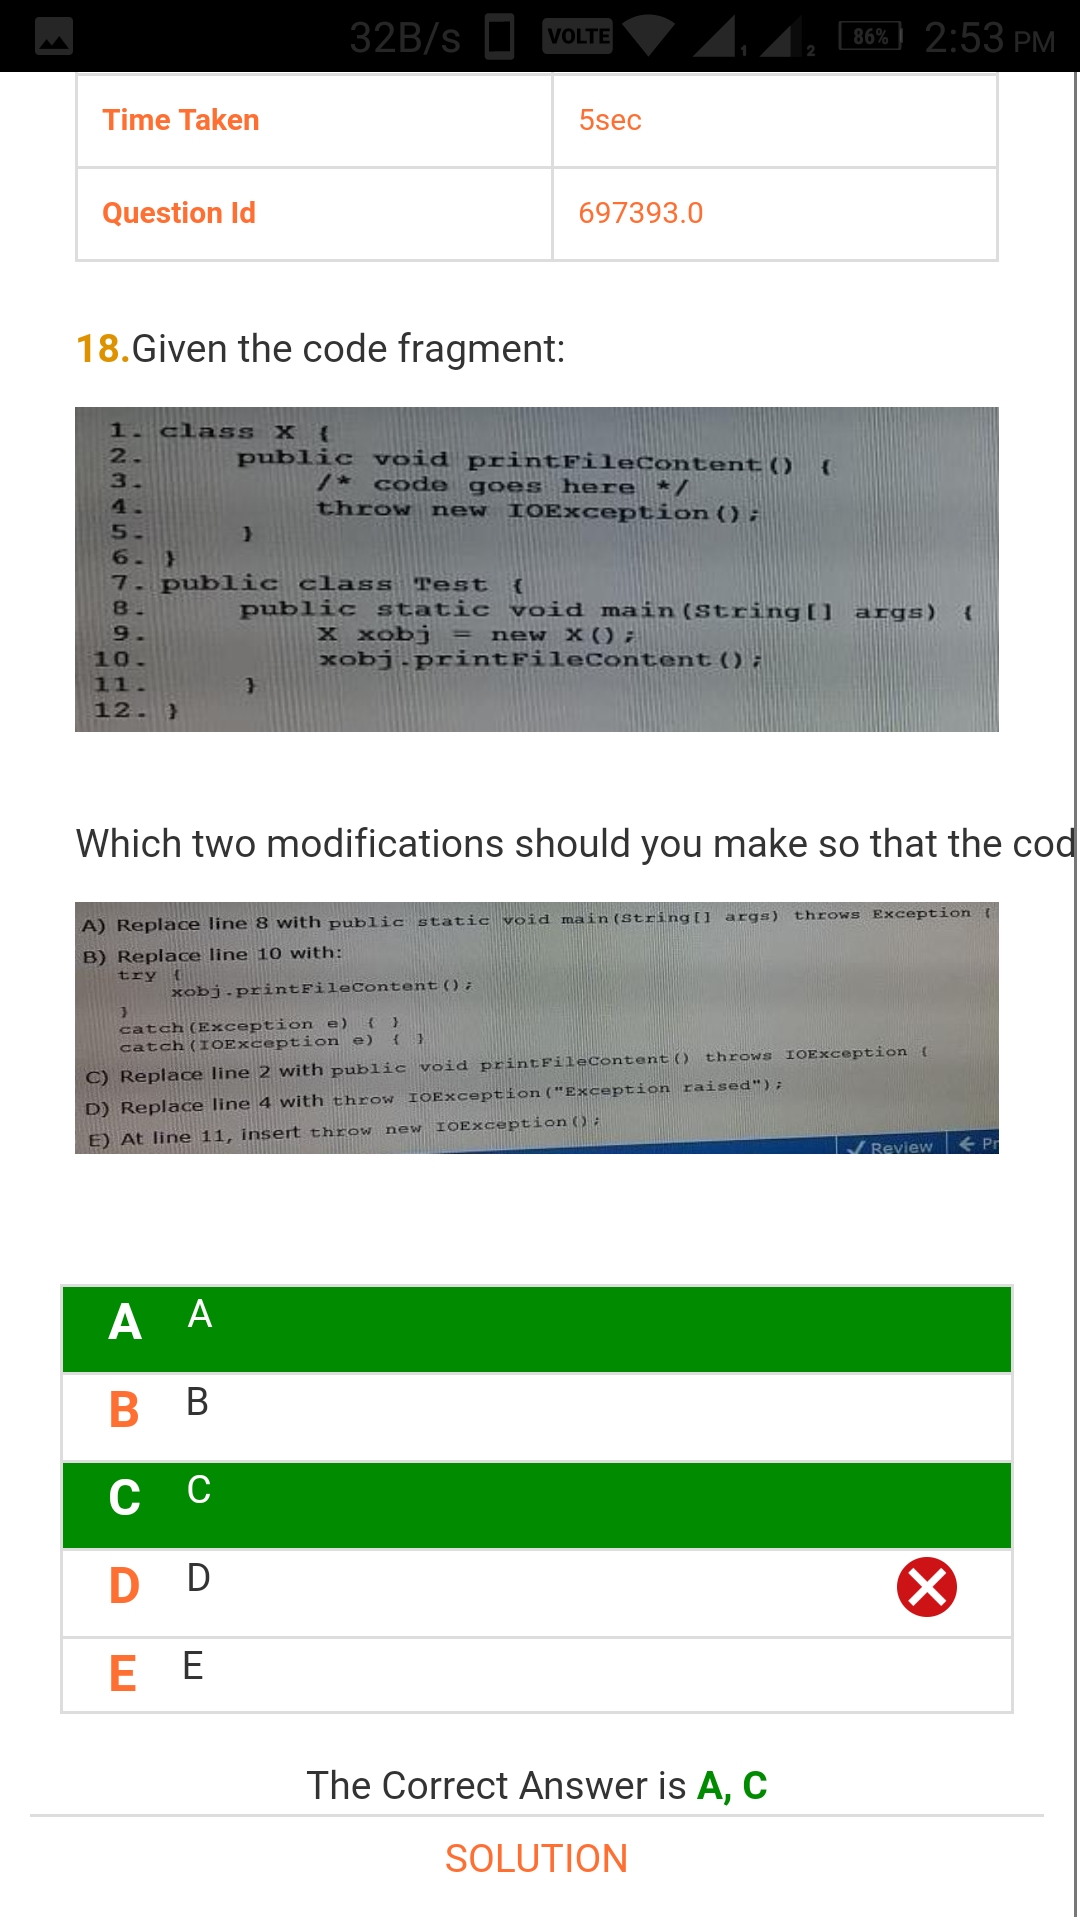 32B/s VOLTE 1 2 86% 2:53 PM
Time Taken 5sec
Question Id 697393.0
18.Given the code fragment:
1. class X {
2. public void printFileContent() {
3. /* code goes here */
4. throw new IOException();
5. }
6. }
7. public class Test {
8. public static void main(String[] args) {
9. X xobj = new X();
10. xobj.printFileContent();
11. }
12. }
Which two modifications should you make so that the cod
A) Replace line 8 with public static void main(String[] args) throws Exception {
B) Replace line 10 with:
try {
xobj.printFileContent();
}
catch(Exception e) { }
catch(IOException e) { }
C) Replace line 2 with public void printFileContent() throws IOException {
D) Replace line 4 with throw IOException("Exception raised");
E) At line 11, insert throw new IOException();
Review Pr
A A
B B
C C
D D
E E
The Correct Answer is A, C
SOLUTION